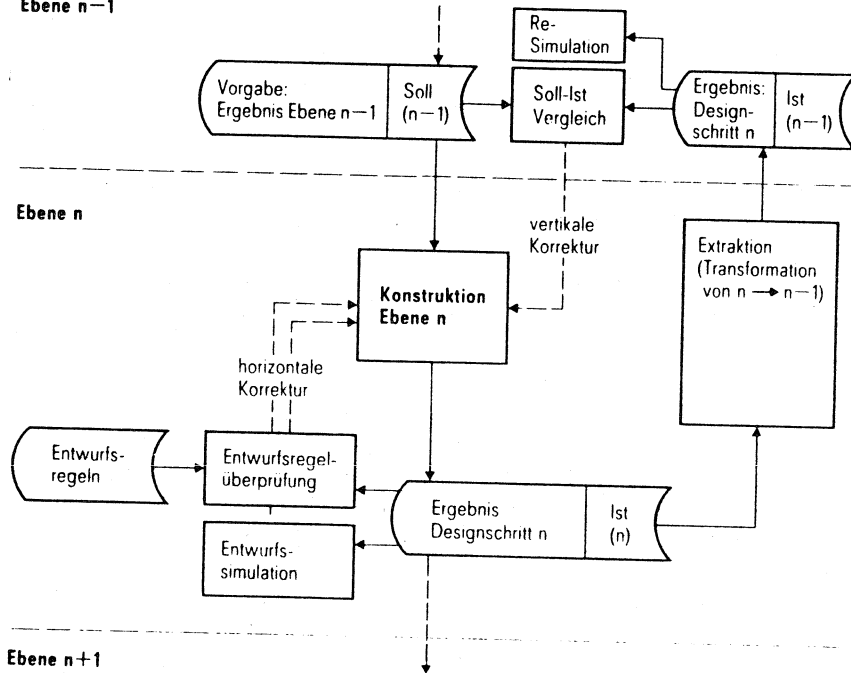 Ebene n−1
Re-
Simulation
Vorgabe:
Ergebnis Ebene n−1
Soll
(n−1)
Soll-Ist
Vergleich
Ergebnis:
Design-
schritt n
Ist
(n−1)
Ebene n
vertikale
Korrektur
Extraktion
(Transformation
von n → n−1)
Konstruktion
Ebene n
horizontale
Korrektur
Entwurfs-
regeln
Entwurfsregel-
überprüfung
Ergebnis
Designschritt n
Ist
(n)
Entwurfs-
simulation
Ebene n+1